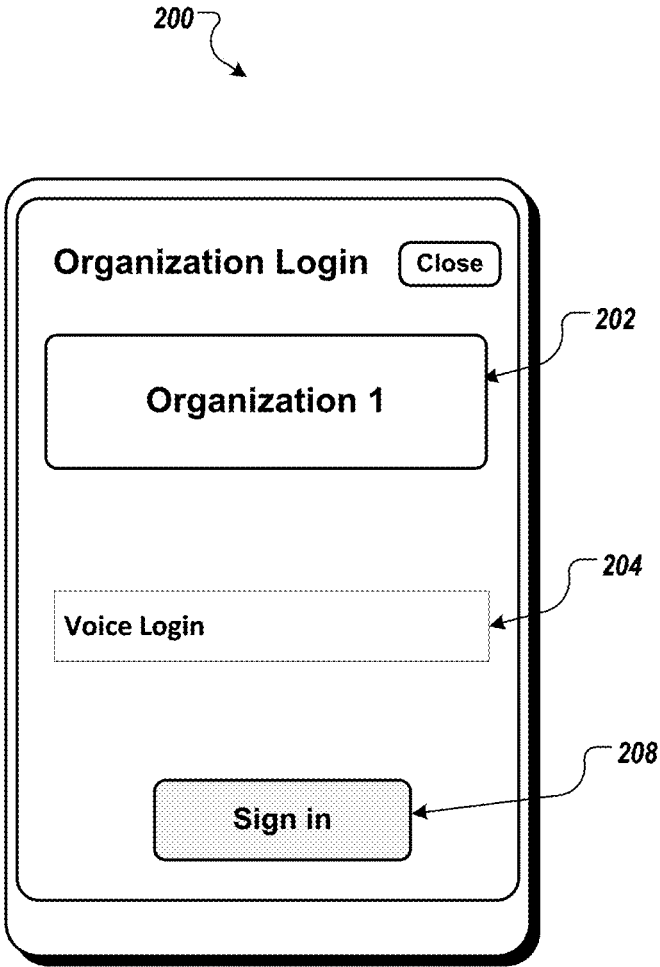 200
Organization Login Close
202
Organization 1
204
Voice Login
208
Sign in